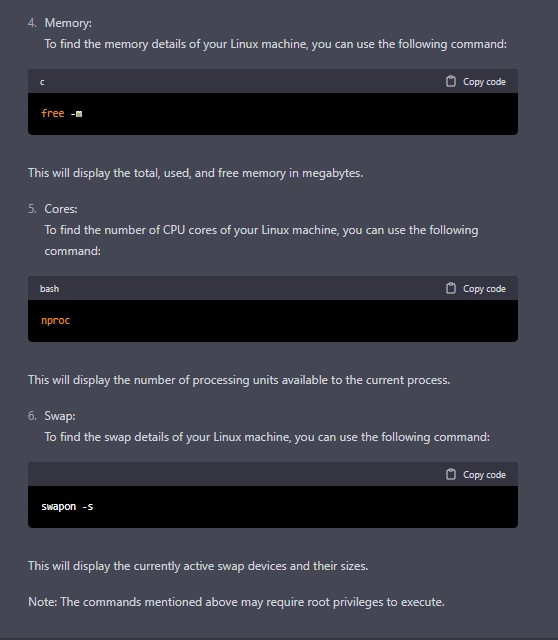 4. Memory:
To find the memory details of your Linux machine, you can use the following command:
c
Copy code
free -m
This will display the total, used, and free memory in megabytes.
5. Cores:
To find the number of CPU cores of your Linux machine, you can use the following
command:
bash
Copy code
nproc
This will display the number of processing units available to the current process.
6. Swap:
To find the swap details of your Linux machine, you can use the following command:
Copy code
swapon -s
This will display the currently active swap devices and their sizes.
Note: The commands mentioned above may require root privileges to execute.